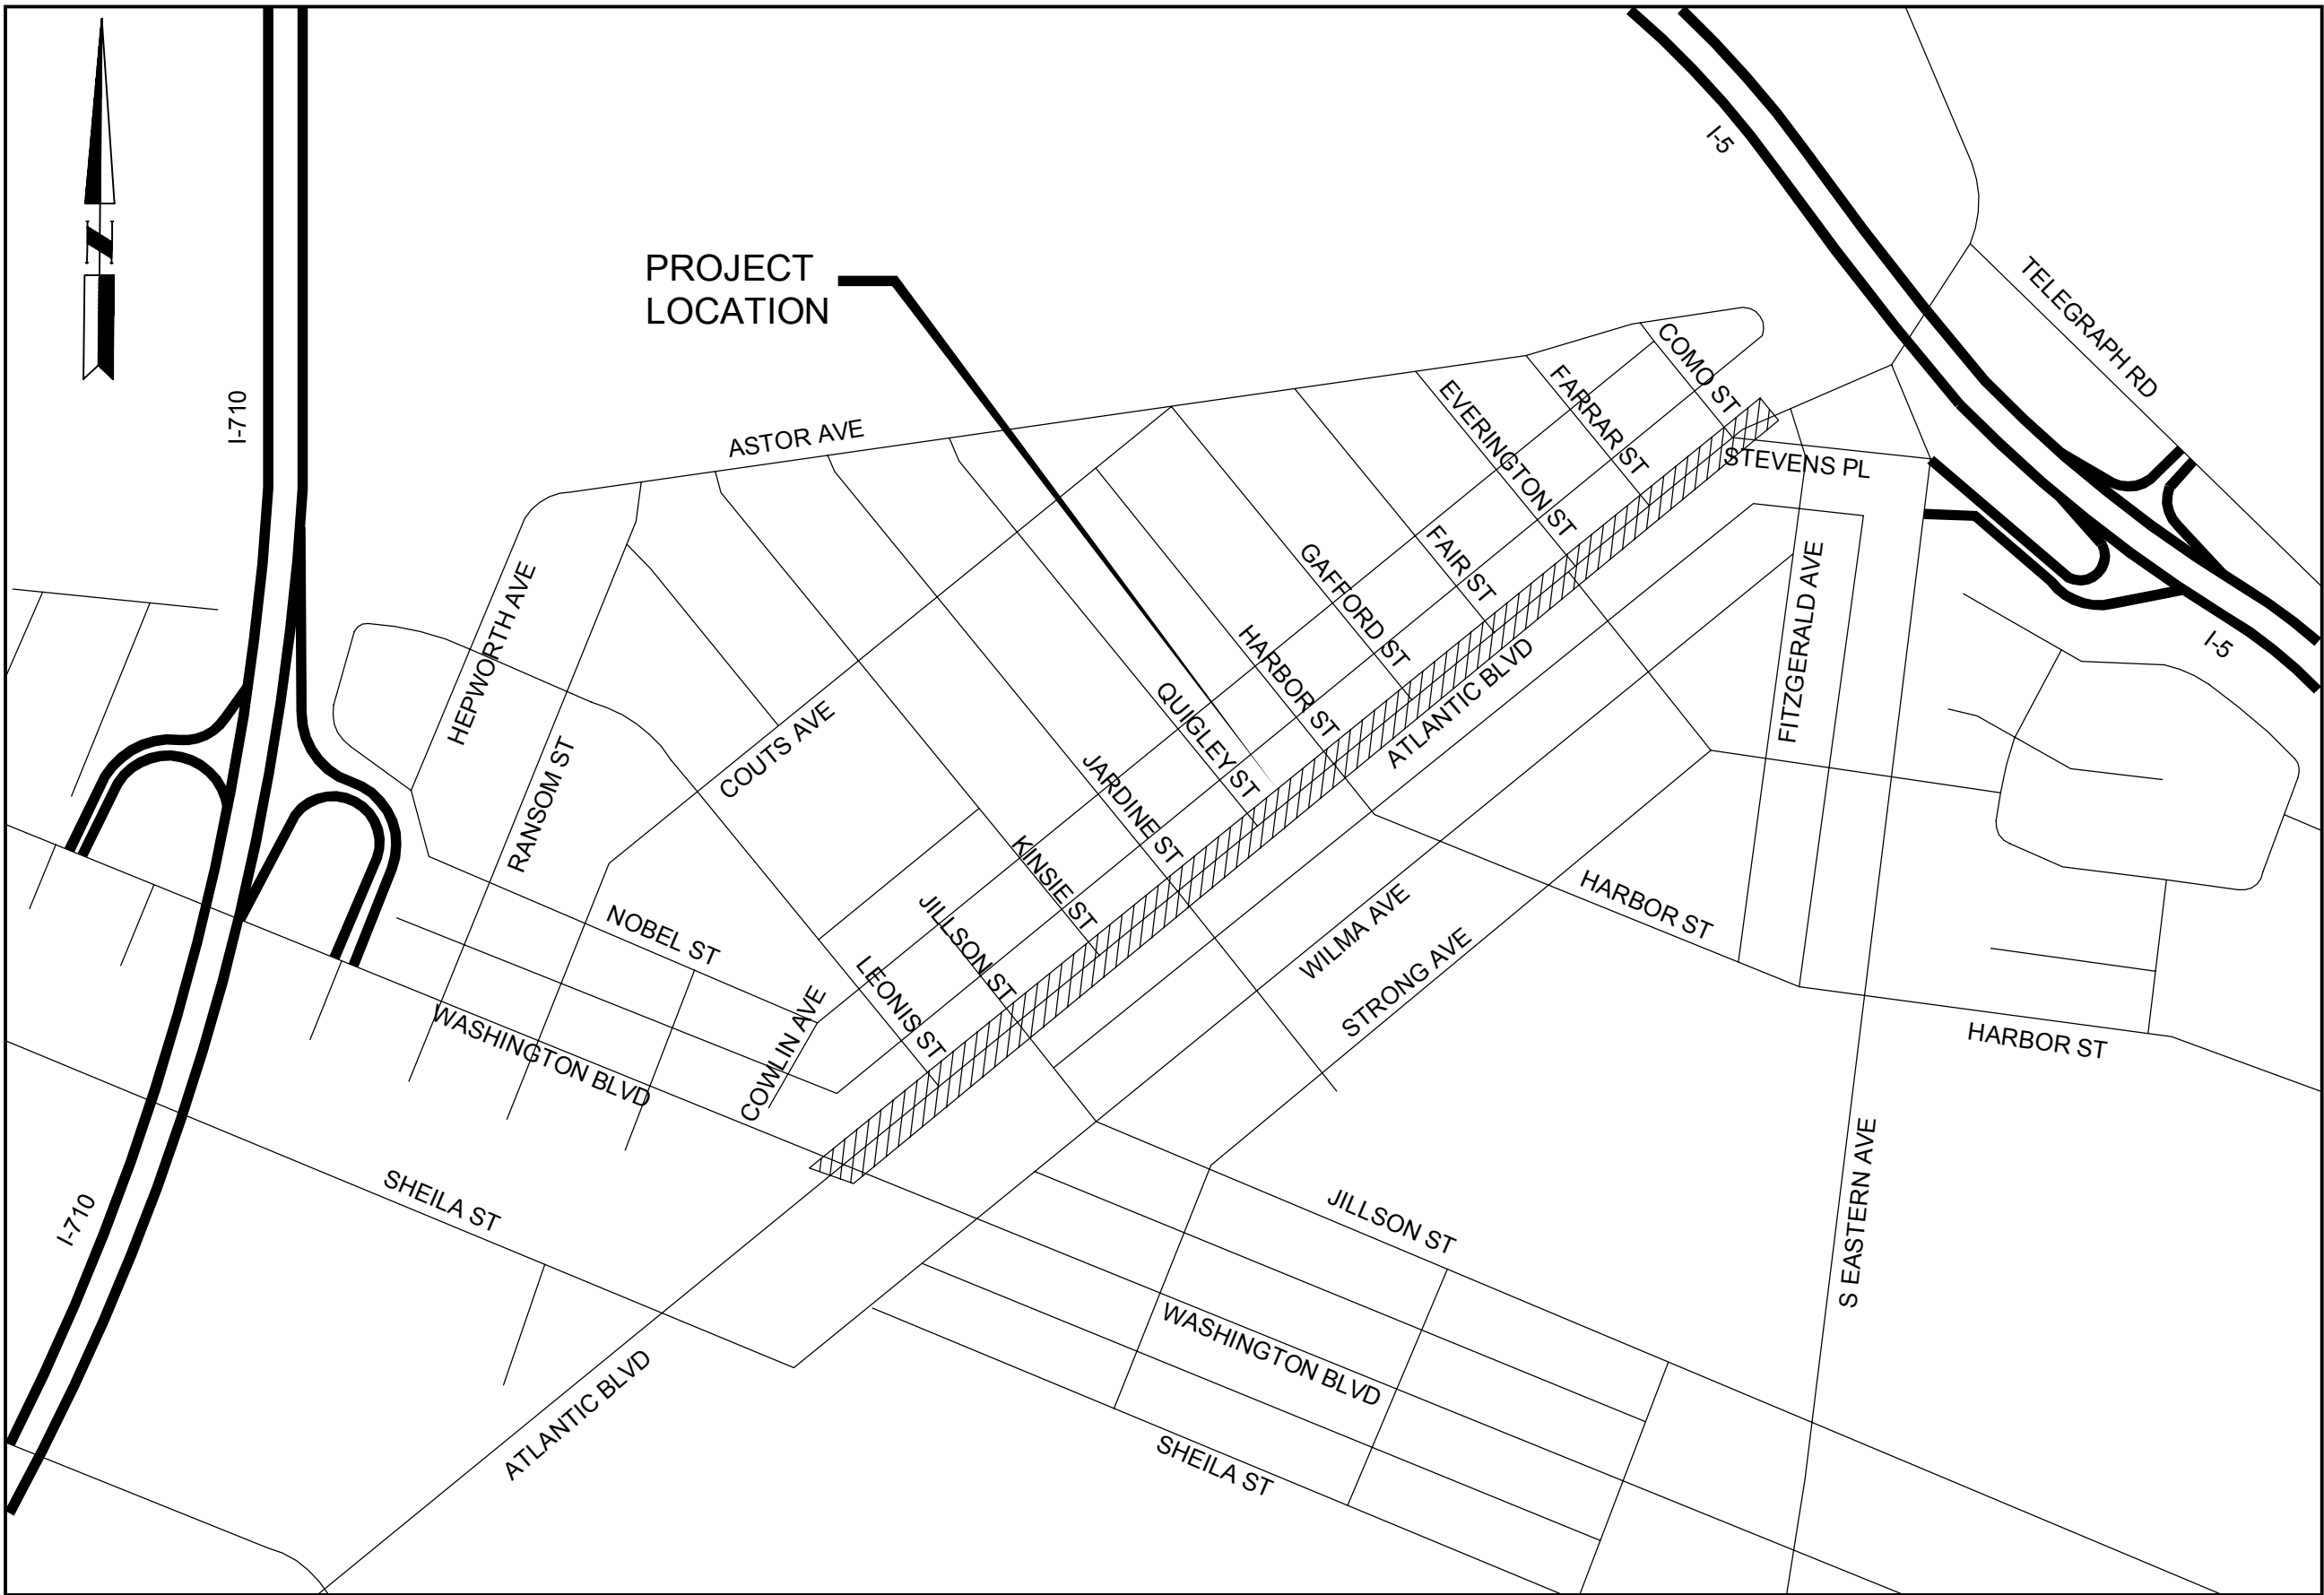 I-5
TELEGRAPH RD
PROJECT
LOCATION
COMO ST
FARRAR ST
EVERINGTON ST
I-710
ASTOR AVE
STEVENS PL
FAIR ST
GAFFORD ST
FITZGERALD AVE
I-5
HEPWORTH AVE
HARBOR ST
ATLANTIC BLVD
QUIGLEY ST
COUTS AVE
RANSOM ST
JARDINE ST
KINSIE ST
HARBOR ST
WILMA AVE
JILLSON ST
NOBEL ST
STRONG AVE
LEONIS ST
COWLIN AVE
WASHINGTON BLVD
HARBOR ST
S EASTERN AVE
SHEILA ST
I-710
JILLSON ST
WASHINGTON BLVD
ATLANTIC BLVD
SHEILA ST
N